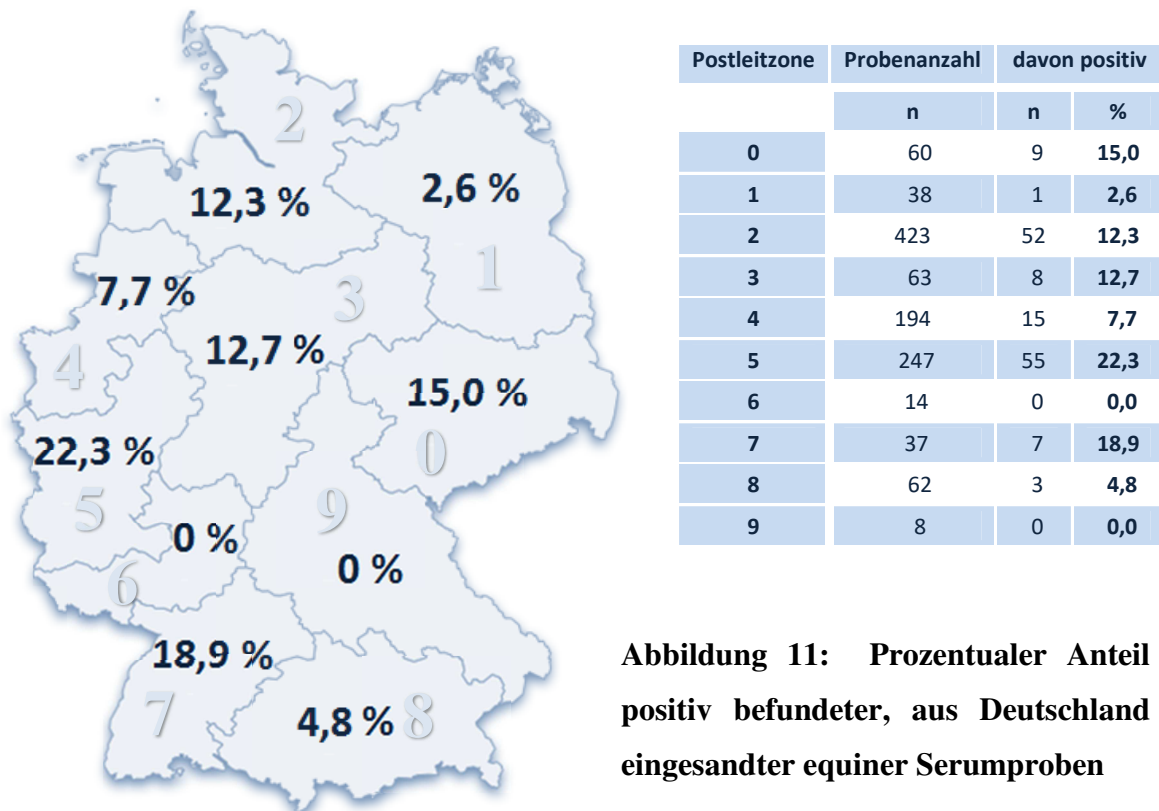 2
12,3 %
2,6 %
1
7,7 %
3
4
12,7 %
15,0 %
22,3 %
0
5
9
0 %
0 %
6
18,9 %
7
4,8 %
8
Postleitzone Probenanzahl davon positiv
n n %
0 60 9 15,0
1 38 1 2,6
2 423 52 12,3
3 63 8 12,7
4 194 15 7,7
5 247 55 22,3
6 14 0 0,0
7 37 7 18,9
8 62 3 4,8
9 8 0 0,0
Abbildung 11: Prozentualer Anteil
positiv befundeter, aus Deutschland
eingesandter equiner Serumproben